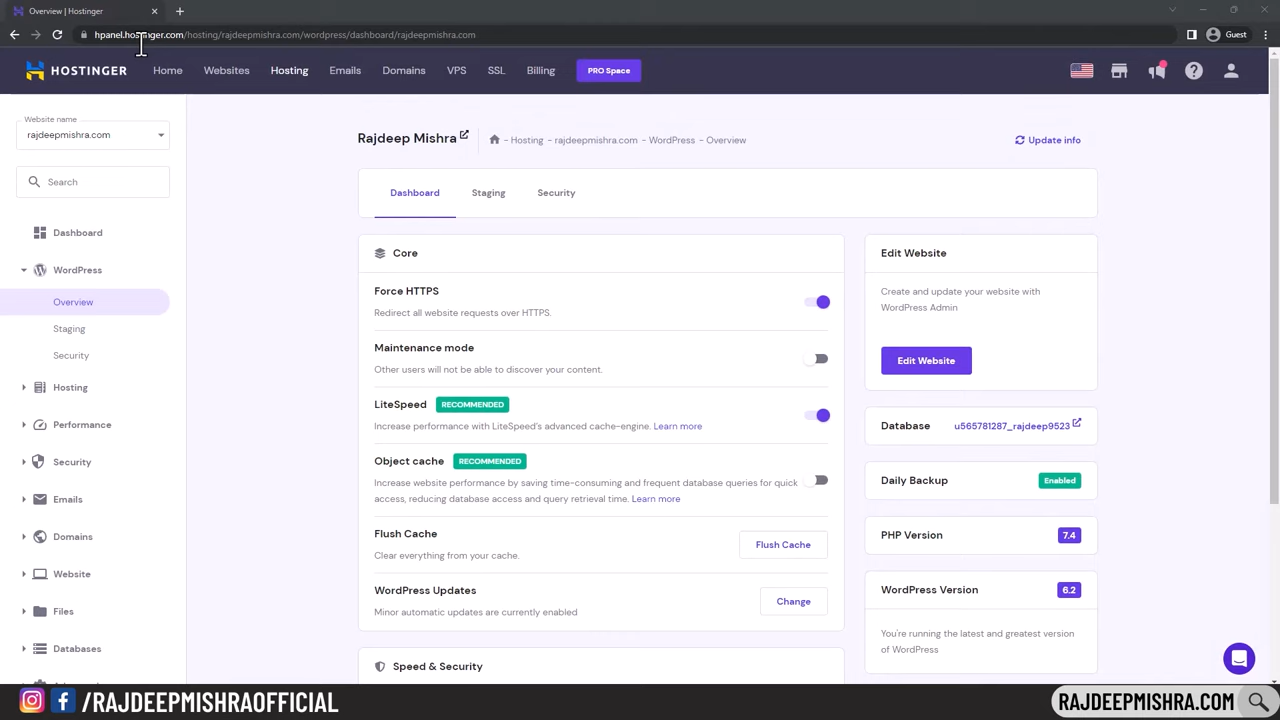 Overview | Hostinger
hpanel.hostinger.com/hosting/rajdeepmishra.com/wordpress/dashboard/rajdeepmishra.com
Guest
HOSTINGER
Home
Websites
Hosting
Emails
Domains
VPS
SSL
Billing
PRO Space
Website name
rajdeepmishra.com
Search
Dashboard
WordPress
Overview
Staging
Security
Hosting
Performance
Security
Emails
Domains
Website
Files
Databases
Rajdeep Mishra
- Hosting - rajdeepmishra.com - WordPress - Overview
Update info
Dashboard
Staging
Security
Core
Force HTTPS
Redirect all website requests over HTTPS.
Maintenance mode
Other users will not be able to discover your content.
LiteSpeed RECOMMENDED
Increase performance with LiteSpeed's advanced cache-engine. Learn more
Object cache RECOMMENDED
Increase website performance by saving time-consuming and frequent database queries for quick
access, reducing database access and query retrieval time. Learn more
Flush Cache
Clear everything from your cache.
Flush Cache
WordPress Updates
Minor automatic updates are currently enabled
Change
Speed & Security
Edit Website
Create and update your website with
WordPress Admin
Edit Website
Database u565781287_rajdeep9523
Daily Backup Enabled
PHP Version 7.4
WordPress Version 6.2
You're running the latest and greatest version
of WordPress
/RAJDEEPMISHRAOFFICIAL
RAJDEEPMISHRA.COM